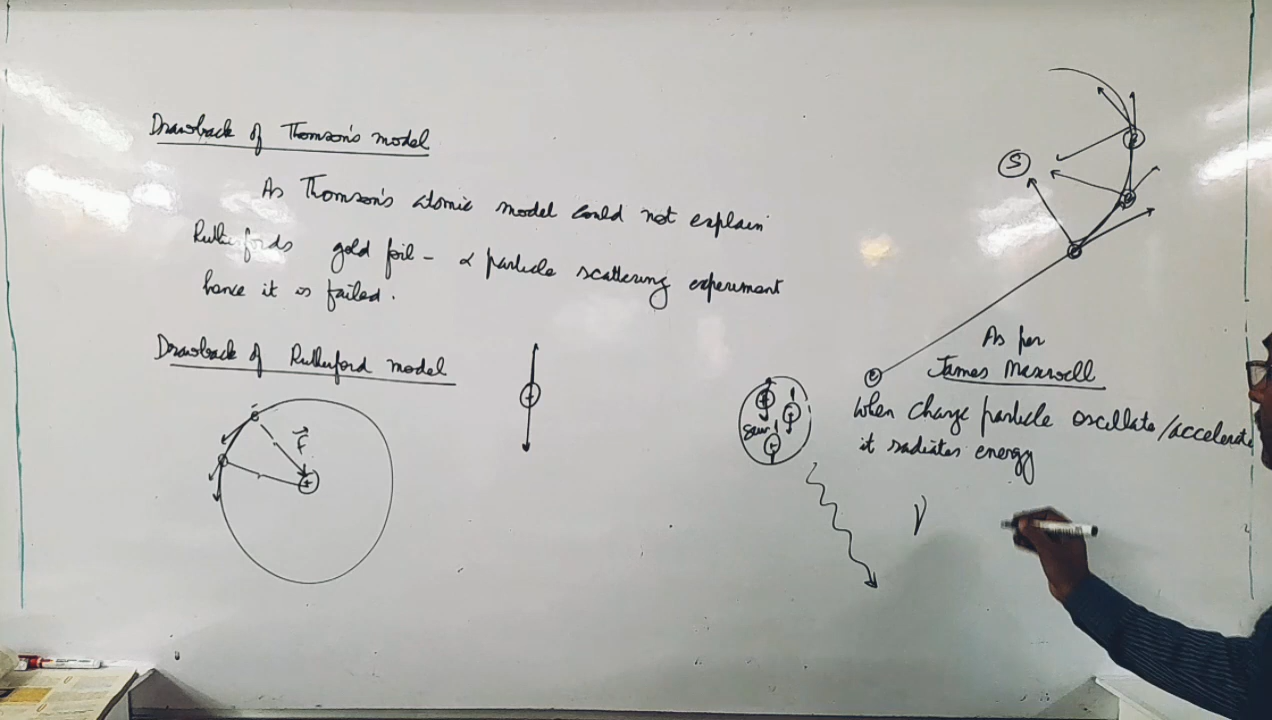 Drawback of Thomson's model
As Thomson's atomic model could not explain
Rutherfords gold foil - α particle scattering experiment
hence it is failed.
Drawback of Rutherford model
F
+
S
e
As per
James Maxwell
When charge particle oscillate/accelerate
it radiates energy